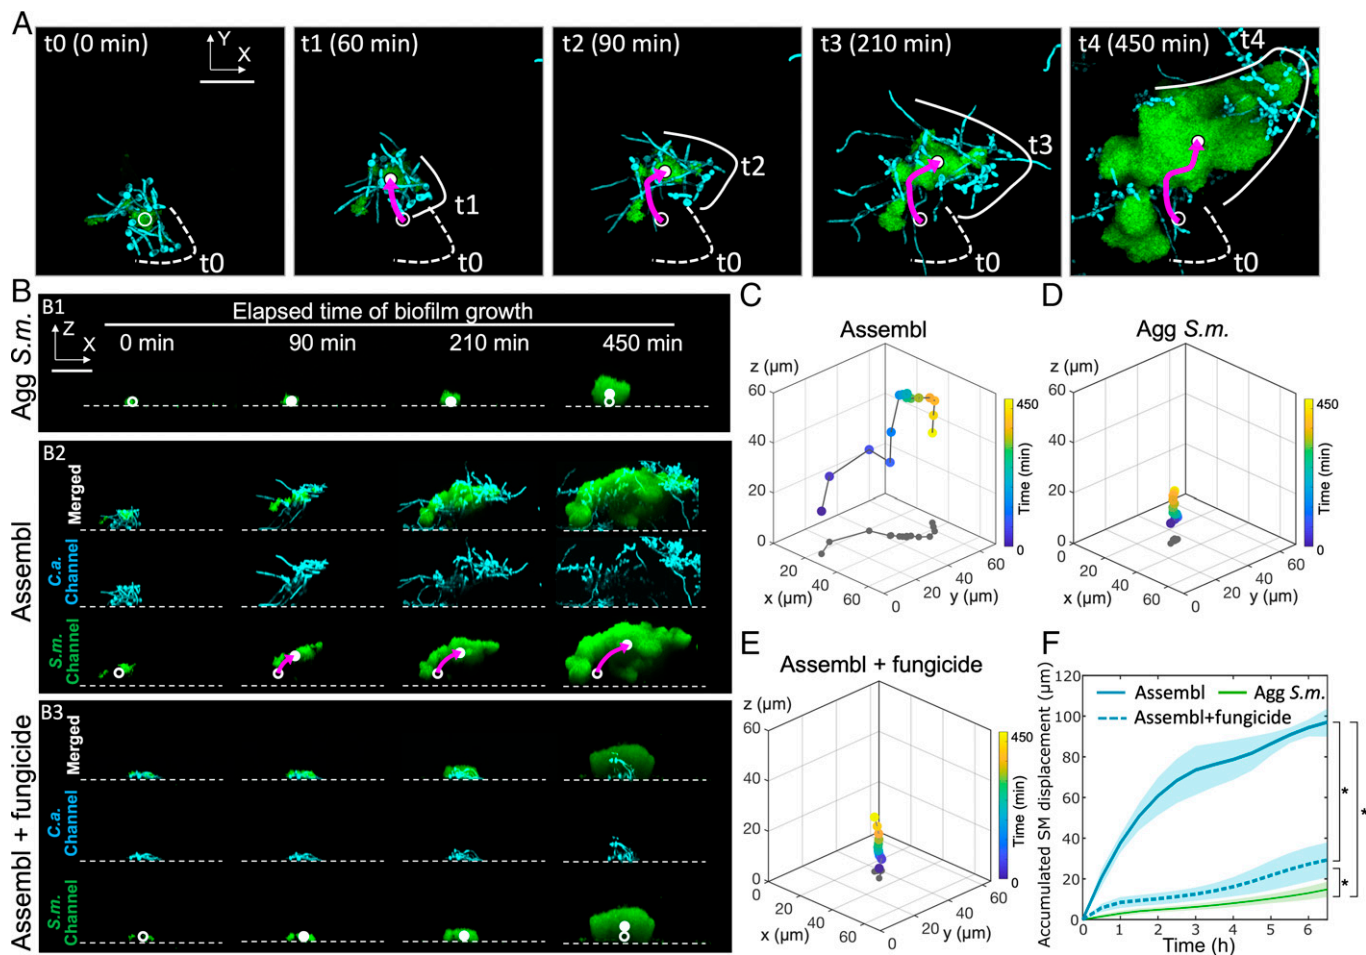 A
t0 (0 min)
Y
X
t0
t1 (60 min)
t1
t0
t2 (90 min)
t2
t0
t3 (210 min)
t3
t0
t4 (450 min)
t4
t0
B
B1
Elapsed time of biofilm growth
Z
X
0 min 90 min 210 min 450 min
Agg S.m.
B2
Assembl
Merged
C.a.
Channel
S.m.
Channel
B3
Assembl + fungicide
Merged
C.a.
Channel
S.m.
Channel
C
Assembl
z (µm)
60
40
20
0
20
40
60
x (µm)
0
20
40
60
y (µm)
450
Time (min)
0
D
Agg S.m.
z (µm)
60
40
20
0
20
40
60
x (µm)
0
20
40
60
y (µm)
450
Time (min)
0
E
Assembl + fungicide
z (µm)
60
40
20
0
20
40
60
x (µm)
0
20
40
60
y (µm)
450
Time (min)
0
F
Accumulated SM displacement (µm)
120
100
80
60
40
20
0
Assembl Agg S.m.
Assembl+fungicide
*
*
*
1 2 3 4 5 6
Time (h)